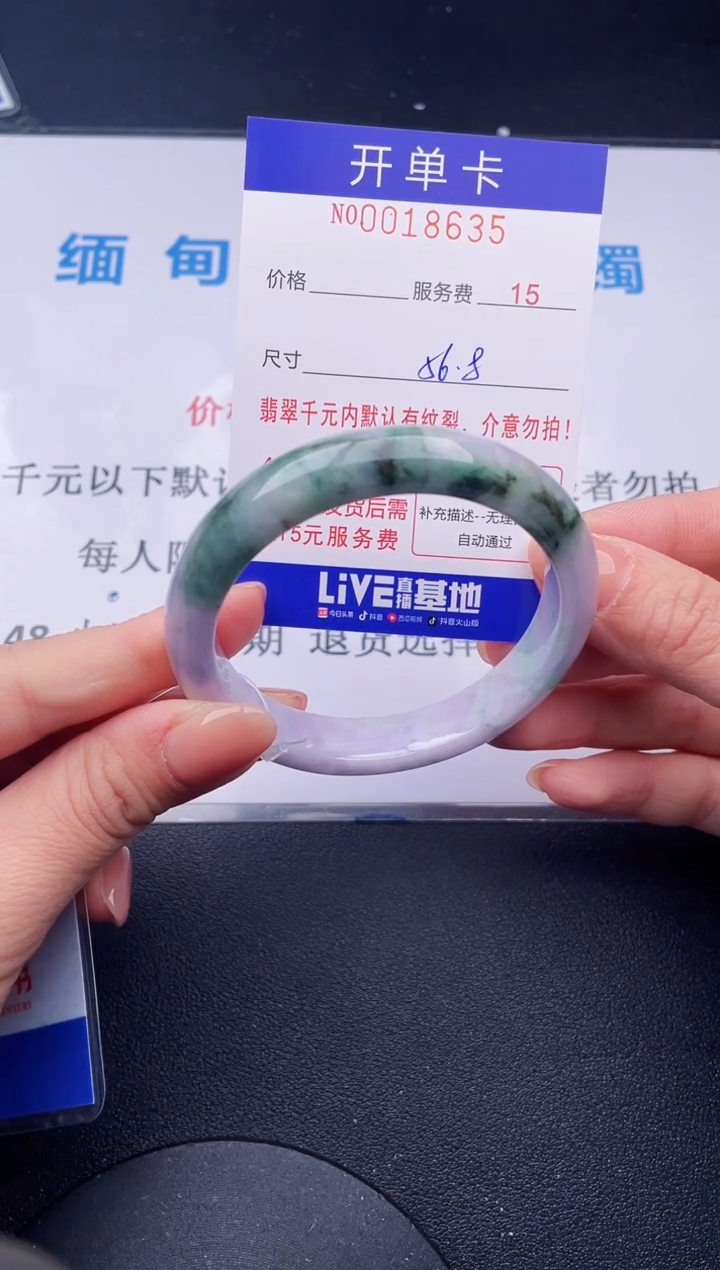 开单卡
NO0018635
缅甸 镯
价格 服务费 15
尺寸 56.8
翡翠千元内默认有纹裂，介意勿拍！
价
千元以下默认 者勿拍
发货后需
补充描述--无理
15元服务费
自动通过
每人
LiVE直播基地
今日头条 抖音 西瓜视频 抖音火山版
48 期 退货选择